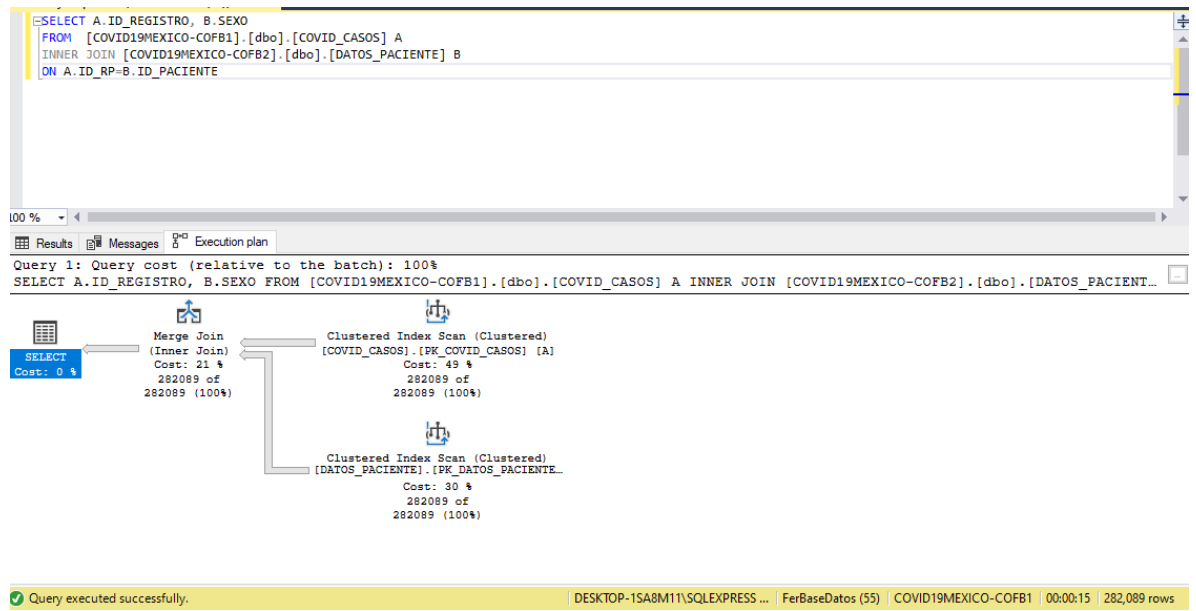 SELECT A.ID_REGISTRO, B.SEXO
FROM [COVID19MEXICO-COFB1].[dbo].[COVID_CASOS] A
INNER JOIN [COVID19MEXICO-COFB2].[dbo].[DATOS_PACIENTE] B
ON A.ID_RP=B.ID_PACIENTE
100 %
Results Messages Execution plan
Query 1: Query cost (relative to the batch): 100%
SELECT A.ID_REGISTRO, B.SEXO FROM [COVID19MEXICO-COFB1].[dbo].[COVID_CASOS] A INNER JOIN [COVID19MEXICO-COFB2].[dbo].[DATOS_PACIENT…
SELECT
Cost: 0 %
Merge Join
(Inner Join)
Cost: 21 %
282089 of
282089 (100%)
Clustered Index Scan (Clustered)
[COVID_CASOS].[PK_COVID_CASOS] [A]
Cost: 49 %
282089 of
282089 (100%)
Clustered Index Scan (Clustered)
[DATOS_PACIENTE].[PK_DATOS_PACIENTE…
Cost: 30 %
282089 of
282089 (100%)
Query executed successfully. DESKTOP-1SA8M11\SQLEXPRESS ... FerBaseDatos (55) COVID19MEXICO-COFB1 00:00:15 282,089 rows